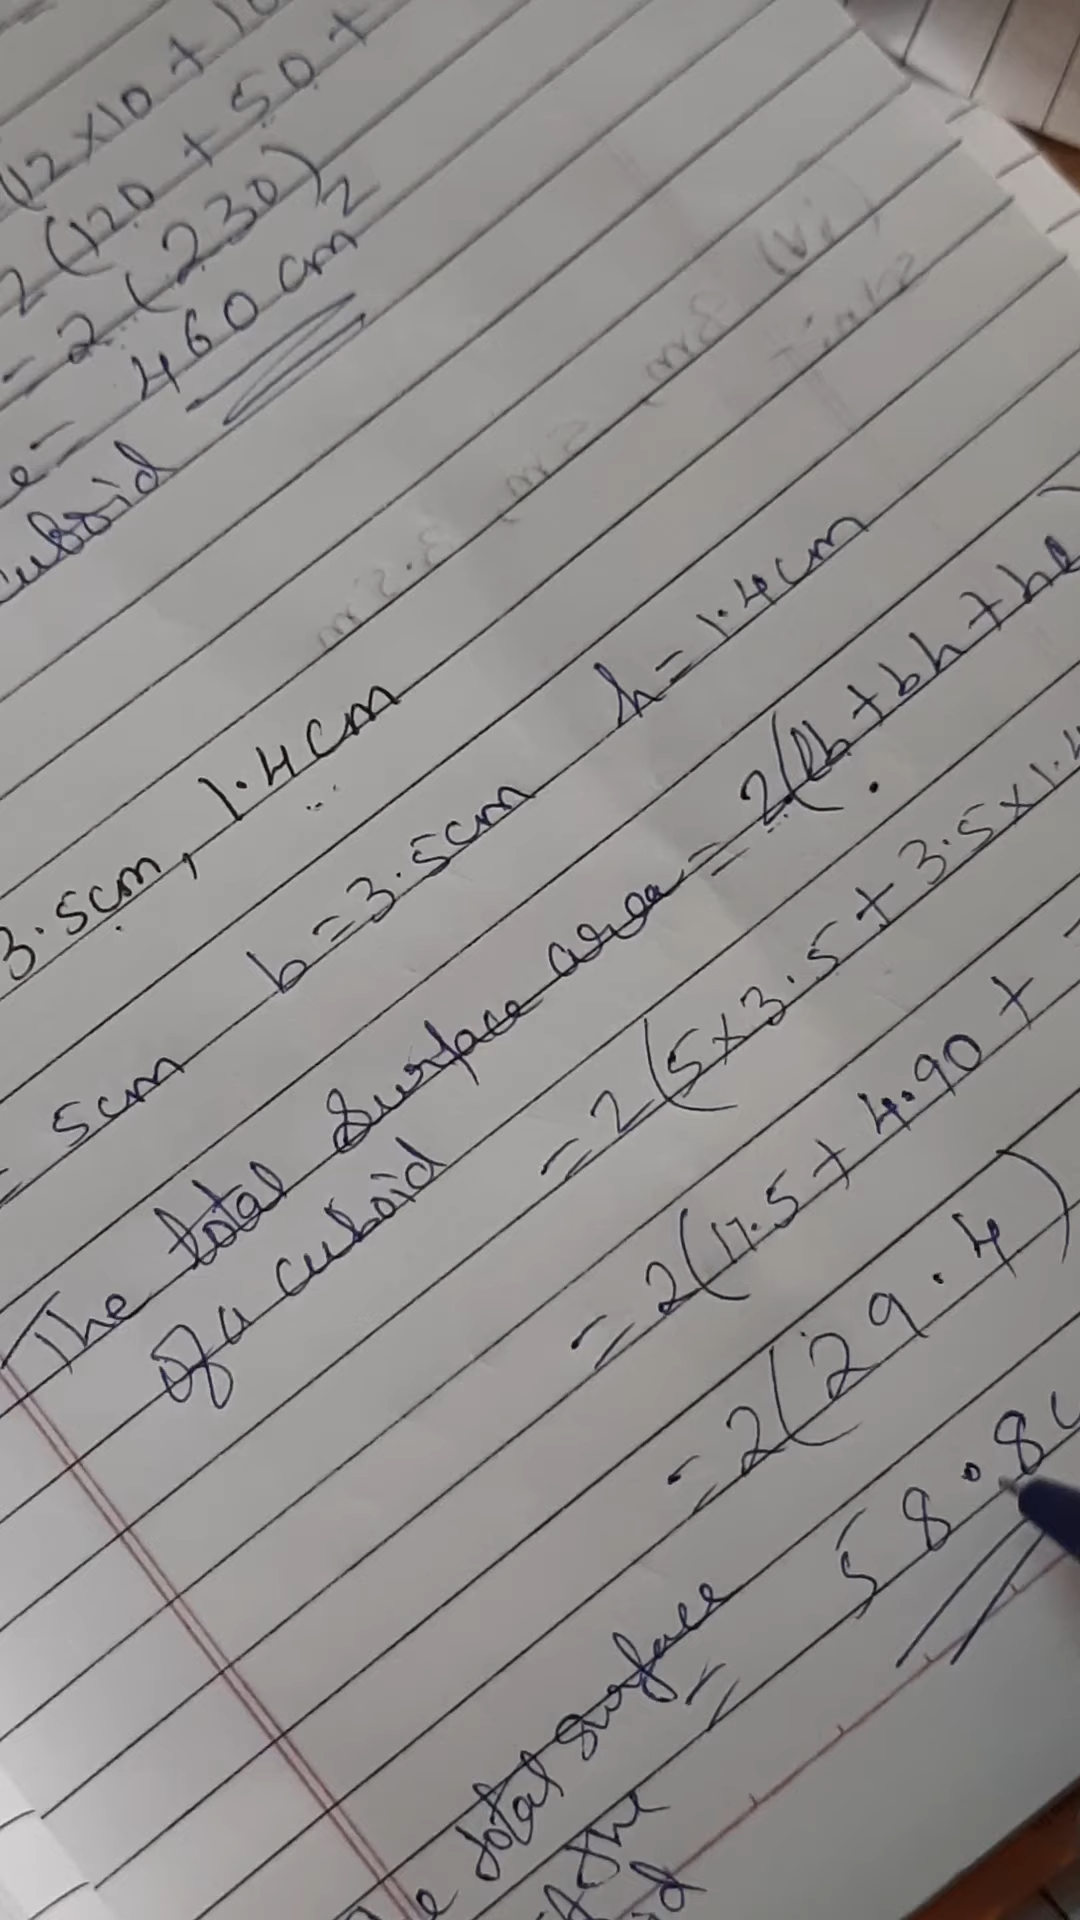 (12×10 + 10
2(120 + 50 +
= 2(230)
= 460 cm²
cuboid
3.5cm, 1.4cm
= 5cm b=3.5cm h=1.4cm
The total surface area = 2(lb+bh+hl)
of a cuboid = 2(5×3.5+3.5×1.4
= 2(17.5+4.90+
= 2(29.4)
total surface = 58.8
the